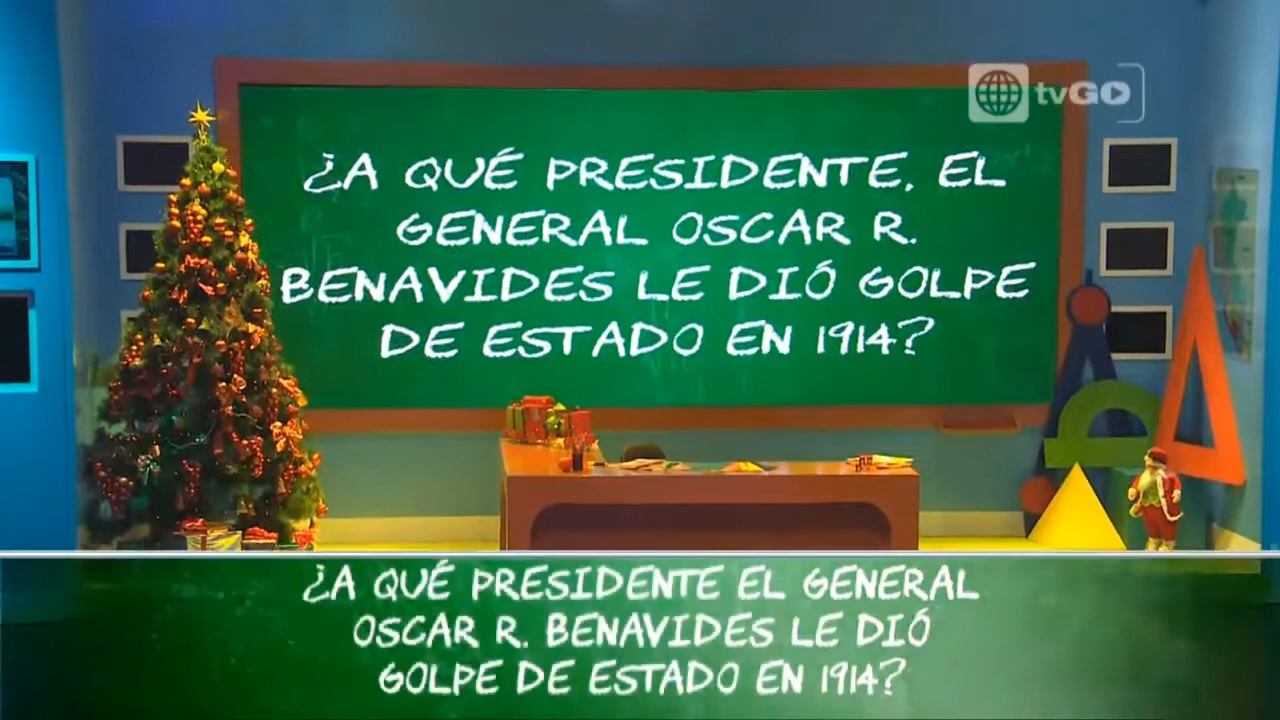 tvGO
¿A QUÉ PRESIDENTE, EL
GENERAL OSCAR R.
BENAVIDES LE DIÓ GOLPE
DE ESTADO EN 1914?
¿A QUÉ PRESIDENTE EL GENERAL
OSCAR R. BENAVIDES LE DIÓ
GOLPE DE ESTADO EN 1914?